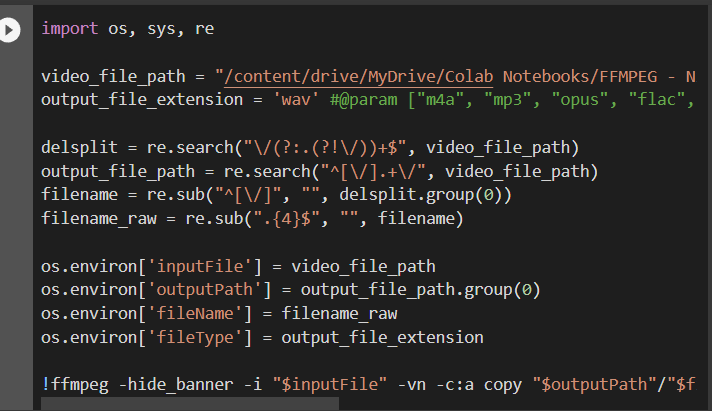 import os, sys, re
video_file_path = "/content/drive/MyDrive/Colab Notebooks/FFMPEG - N
output_file_extension = 'wav' #@param ["m4a", "mp3", "opus", "flac",
delsplit = re.search("\/(?:.(?!\/))+$", video_file_path)
output_file_path = re.search("^[\/].+\/", video_file_path)
filename = re.sub("^[\/]", "", delsplit.group(0))
filename_raw = re.sub(".{4}$", "", filename)
os.environ['inputFile'] = video_file_path
os.environ['outputPath'] = output_file_path.group(0)
os.environ['fileName'] = filename_raw
os.environ['fileType'] = output_file_extension
!ffmpeg -hide_banner -i "$inputFile" -vn -c:a copy "$outputPath"/"$f